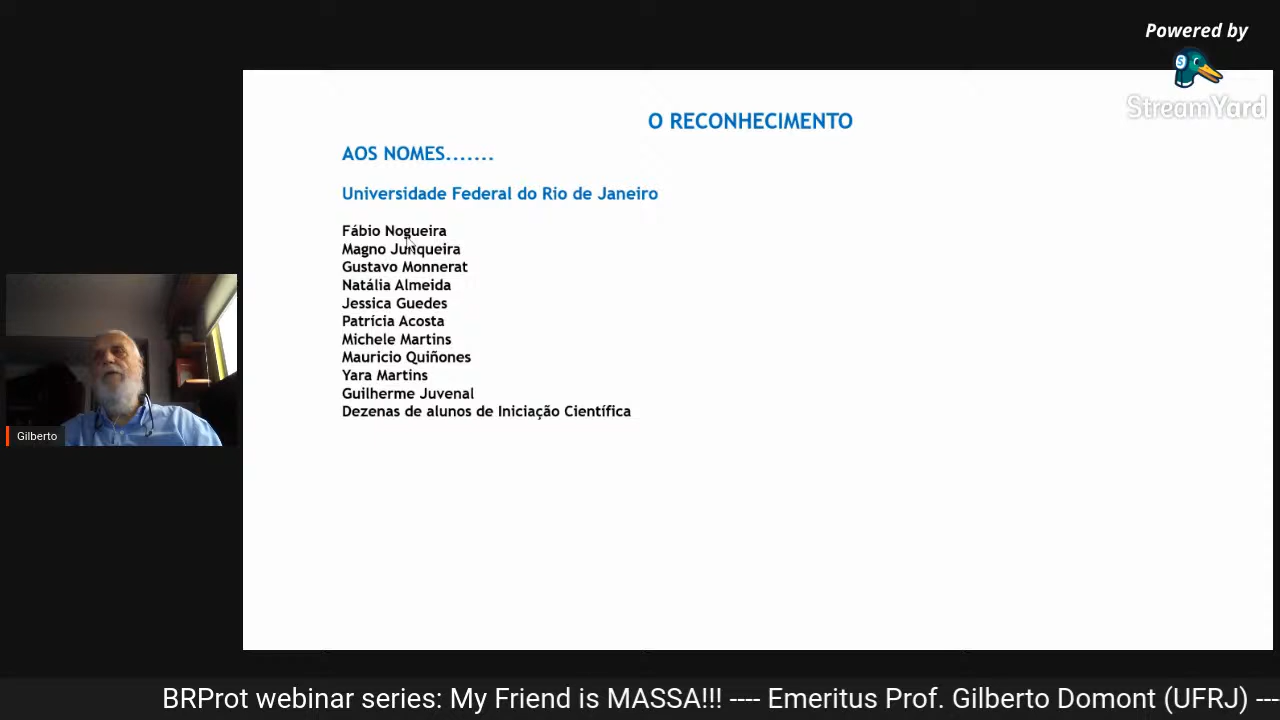 Powered by
StreamYard
O RECONHECIMENTO
AOS NOMES.......
Universidade Federal do Rio de Janeiro
Fábio Nogueira
Magno Junqueira
Gustavo Monnerat
Natália Almeida
Jessica Guedes
Patrícia Acosta
Michele Martins
Mauricio Quiñones
Yara Martins
Guilherme Juvenal
Dezenas de alunos de Iniciação Científica
Gilberto
BRProt webinar series: My Friend is MASSA!!! ---- Emeritus Prof. Gilberto Domont (UFRJ) ---